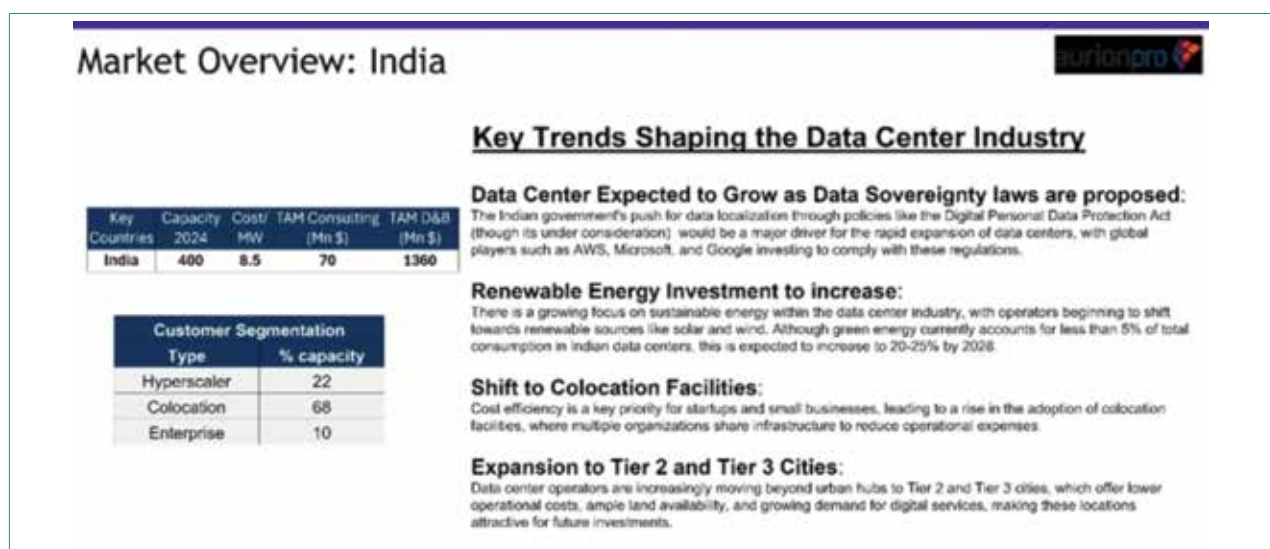 Market Overview: India
aurionpro
Key Trends Shaping the Data Center Industry
Key Countries Capacity 2024 Cost/ MW TAM Consulting (Mn $) TAM D&B (Mn $)
India 400 8.5 70 1360
Customer Segmentation
Type % capacity
Hyperscaler 22
Colocation 68
Enterprise 10
Data Center Expected to Grow as Data Sovereignty laws are proposed:
The Indian government's push for data localization through policies like the Digital Personal Data Protection Act
(though its under consideration) would be a major driver for the rapid expansion of data centers, with global
players such as AWS, Microsoft, and Google investing to comply with these regulations.
Renewable Energy Investment to increase:
There is a growing focus on sustainable energy within the data center industry, with operators beginning to shift
towards renewable sources like solar and wind. Although green energy currently accounts for less than 5% of total
consumption in Indian data centers, this is expected to increase to 20-25% by 2028.
Shift to Colocation Facilities:
Cost efficiency is a key priority for startups and small businesses, leading to a rise in the adoption of colocation
facilities, where multiple organizations share infrastructure to reduce operational expenses.
Expansion to Tier 2 and Tier 3 Cities:
Data center operators are increasingly moving beyond urban hubs to Tier 2 and Tier 3 cities, which offer lower
operational costs, ample land availability, and growing demand for digital services, making these locations
attractive for future investments.